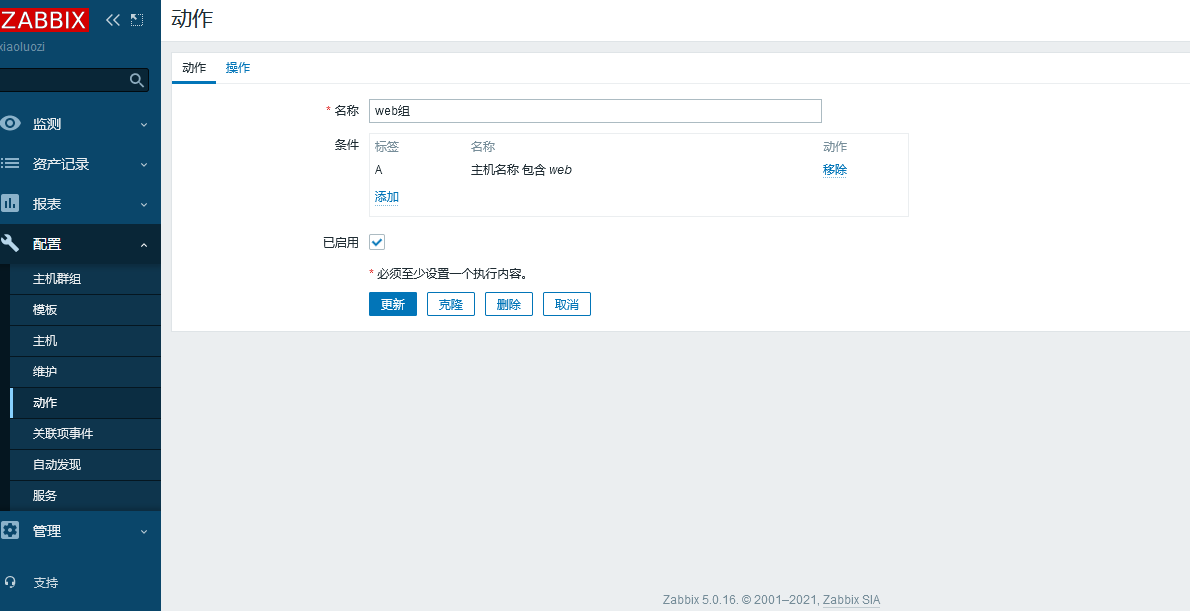 ZABBIX
xiaoluozi
监测
资产记录
报表
配置
主机群组
模板
主机
维护
动作
关联项事件
自动发现
服务
管理
支持
动作
动作 操作
* 名称 web组
条件 标签 名称 动作
A 主机名称 包含 web 移除
添加
已启用
* 必须至少设置一个执行内容。
更新 克隆 删除 取消
Zabbix 5.0.16. © 2001–2021, Zabbix SIA